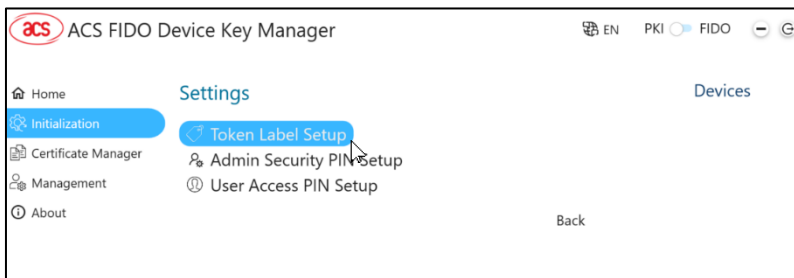 acs ACS FIDO Device Key Manager EN PKI FIDO
Home
Initialization
Certificate Manager
Management
About
Settings
Token Label Setup
Admin Security PIN Setup
User Access PIN Setup
Back
Devices